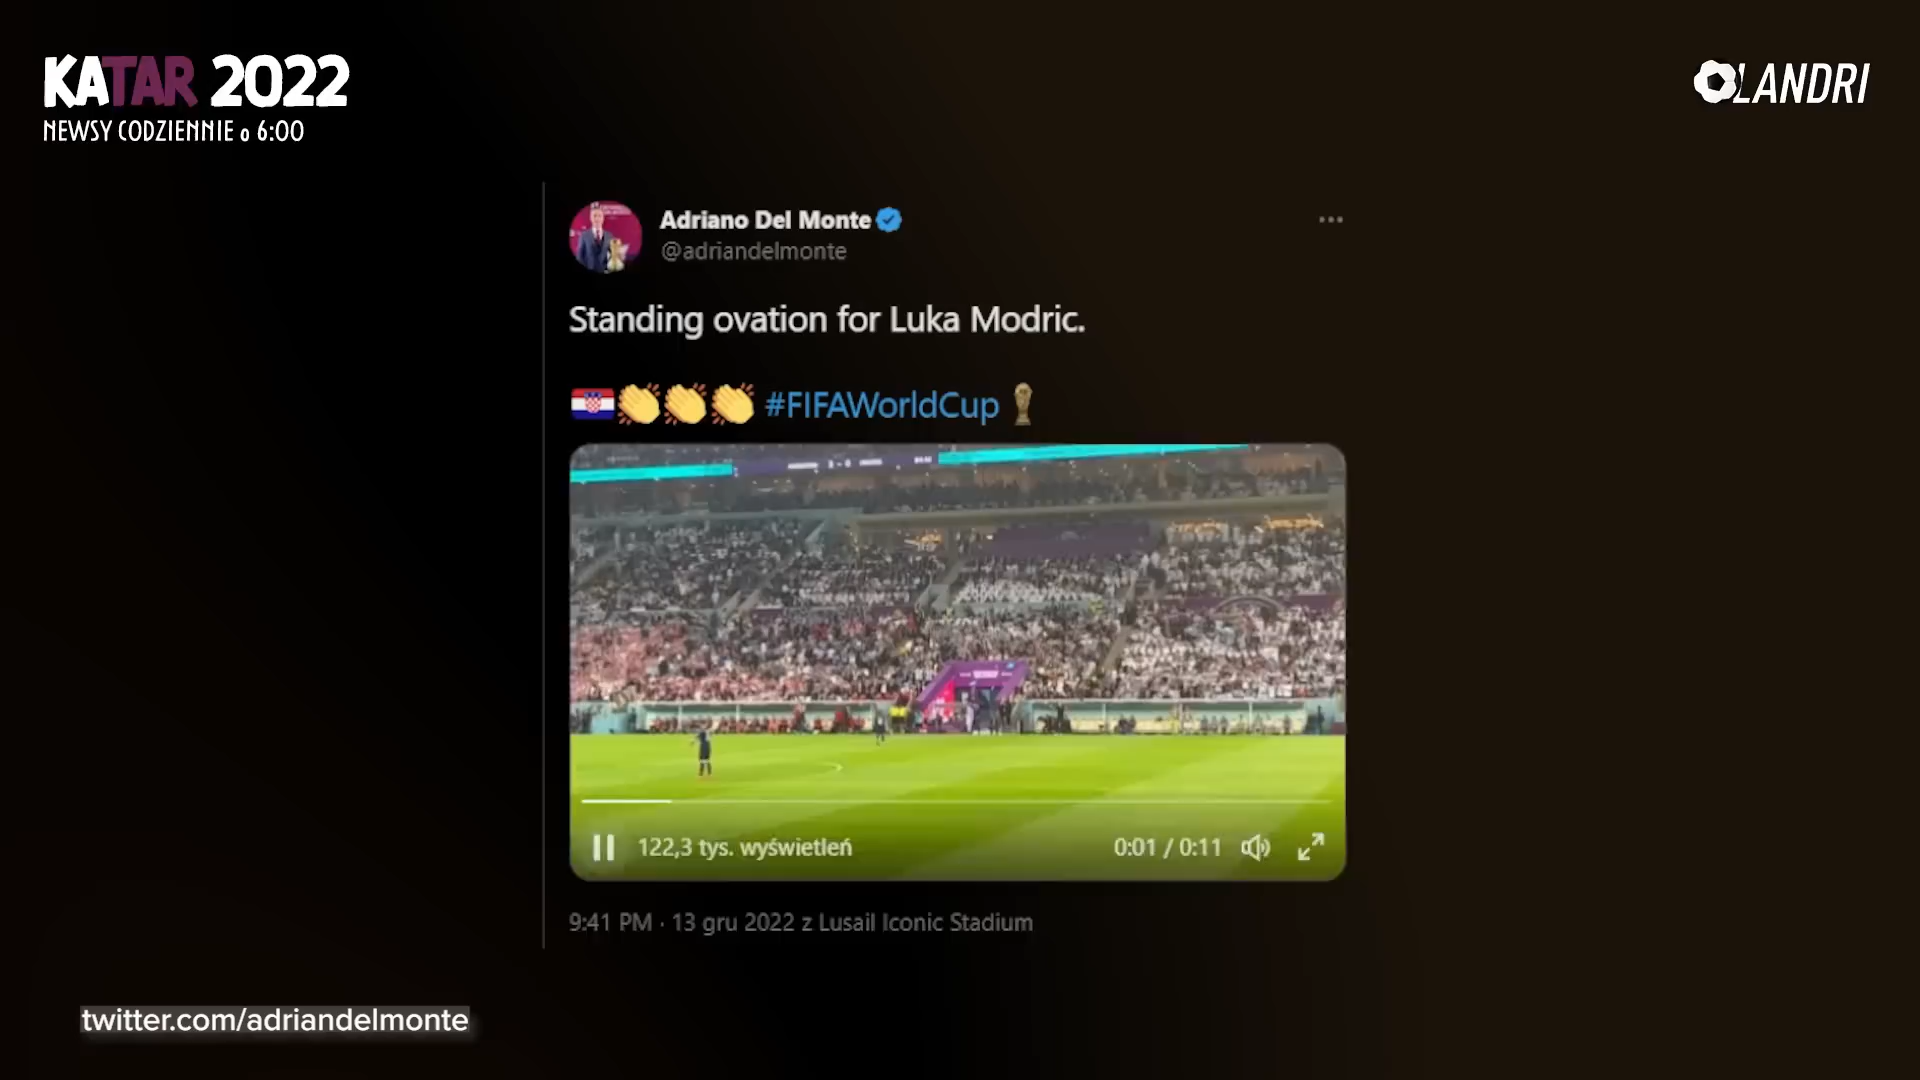 KATAR 2022
NEWSY CODZIENNIE o 6:00
OLANDRI
Adriano Del Monte
@adriandelmonte
Standing ovation for Luka Modric.
#FIFAWorldCup
122,3 tys. wyświetleń
0:01 / 0:11
9:41 PM · 13 gru 2022 z Lusail Iconic Stadium
twitter.com/adriandelmonte